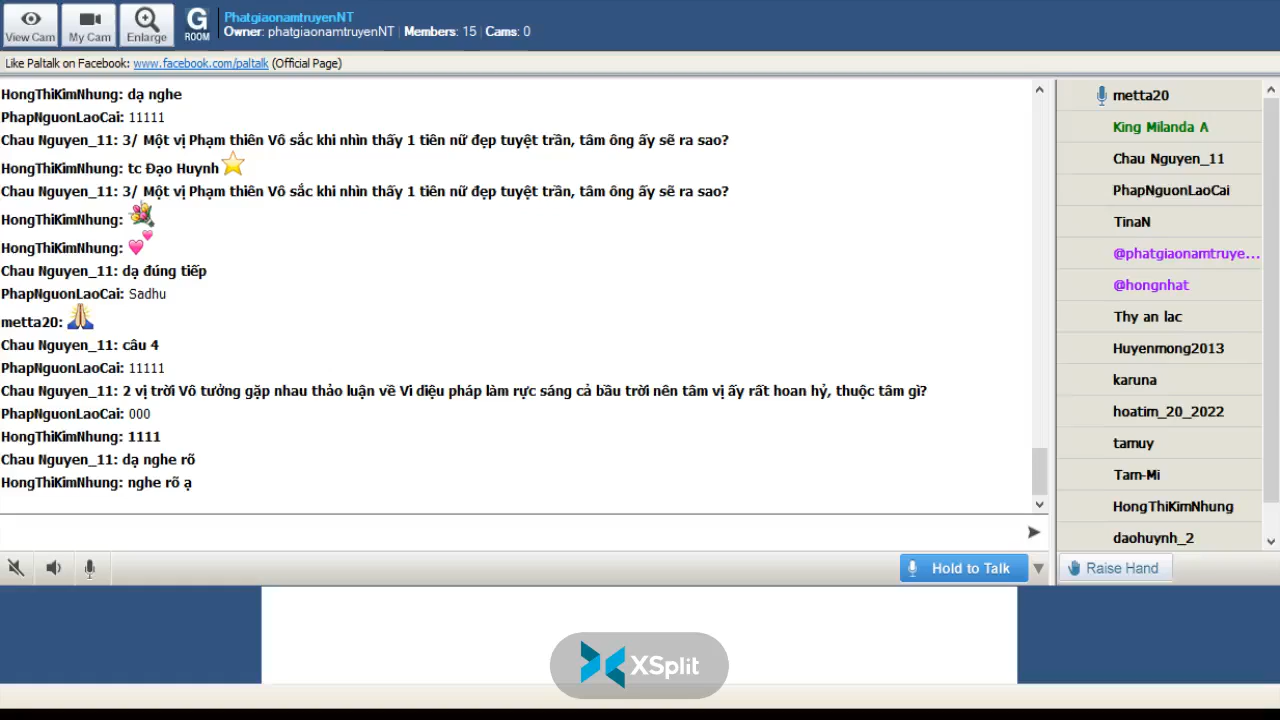 View Cam
My Cam
Enlarge
G
ROOM
PhatgiaonamtruyenNT
Owner: phatgiaonamtruyenNT Members: 15 Cams: 0
Like Paltalk on Facebook: www.facebook.com/paltalk (Official Page)
HongThiKimNhung: dạ nghe
PhapNguonLaoCai: 11111
Chau Nguyen_11: 3/ Một vị Phạm thiên Vô sắc khi nhìn thấy 1 tiên nữ đẹp tuyệt trần, tâm ông ấy sẽ ra sao?
HongThiKimNhung: tc Đạo Huynh
Chau Nguyen_11: 3/ Một vị Phạm thiên Vô sắc khi nhìn thấy 1 tiên nữ đẹp tuyệt trần, tâm ông ấy sẽ ra sao?
HongThiKimNhung:
HongThiKimNhung:
Chau Nguyen_11: dạ đúng tiếp
PhapNguonLaoCai: Sadhu
metta20:
Chau Nguyen_11: câu 4
PhapNguonLaoCai: 11111
Chau Nguyen_11: 2 vị trời Vô tưởng gặp nhau thảo luận về Vi diệu pháp làm rực sáng cả bầu trời nên tâm vị ấy rất hoan hỷ, thuộc tâm gì?
PhapNguonLaoCai: 000
HongThiKimNhung: 1111
Chau Nguyen_11: dạ nghe rõ
HongThiKimNhung: nghe rõ ạ
metta20
King Milanda A
Chau Nguyen_11
PhapNguonLaoCai
TinaN
@phatgiaonamtruye...
@hongnhat
Thy an lac
Huyenmong2013
karuna
hoatim_20_2022
tamuy
Tam-Mi
HongThiKimNhung
daohuynh_2
Hold to Talk
Raise Hand
XSplit